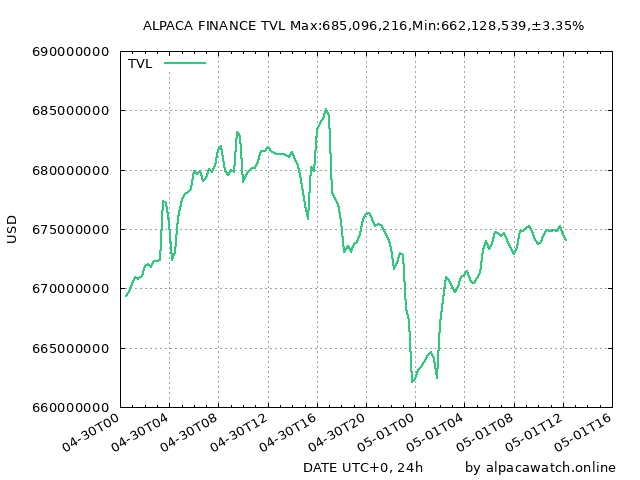 ALPACA FINANCE TVL Max:685,096,216,Min:662,128,539,±3.35%
690000000
TVL
685000000
680000000
675000000
USD
670000000
665000000
660000000
04-30T00
04-30T04
04-30T08
04-30T12
04-30T16
04-30T20
05-01T00
05-01T04
05-01T08
05-01T12
05-01T16
DATE UTC+0, 24h
by alpacawatch.online